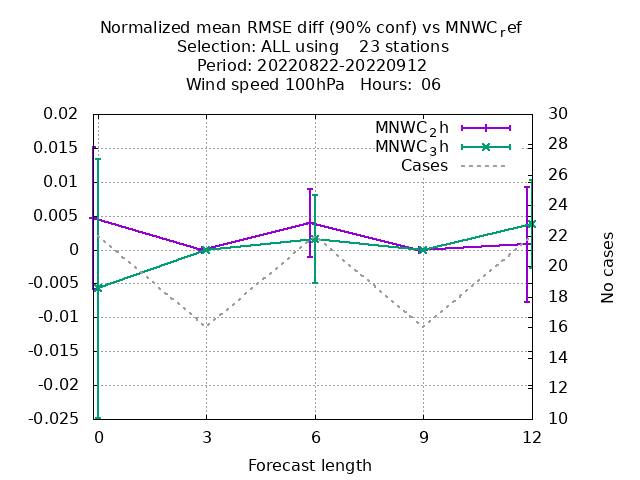 Normalized mean RMSE diff (90% conf) vs MNWC_ref
Selection: ALL using    23 stations
Period: 20220822-20220912
Wind speed 100hPa   Hours:  06
MNWC_2h
MNWC_3h
Cases
0.02
0.015
0.01
0.005
0
-0.005
-0.01
-0.015
-0.02
-0.025
30
28
26
24
22
20
18
16
14
12
10
No cases
0 3 6 9 12
Forecast length